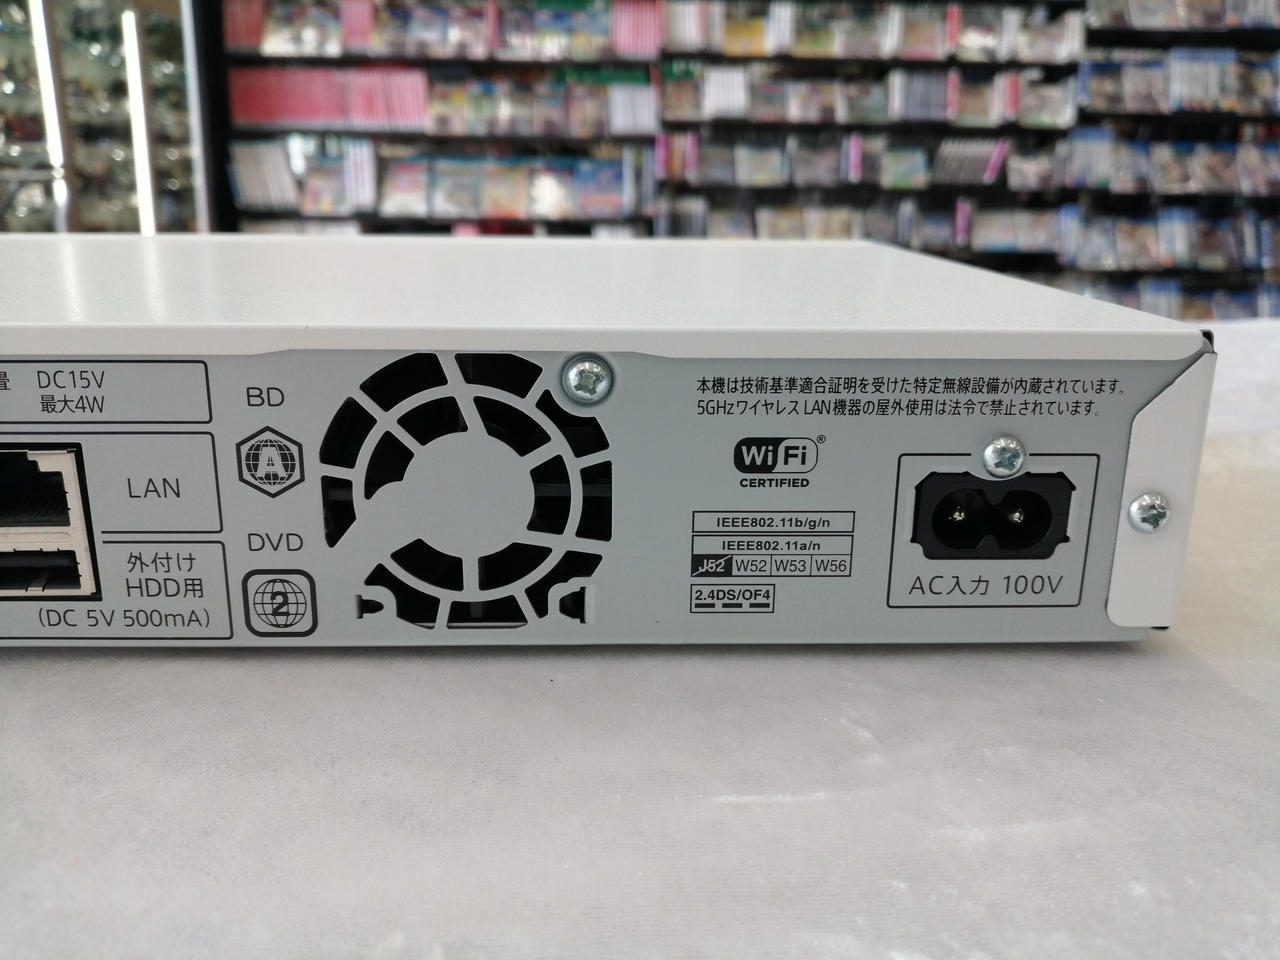 畳 DC15V
最大4W
LAN
外付け
HDD用
(DC 5V 500mA)
BD
A
DVD
2
本機は技術基準適合証明を受けた特定無線設備が内蔵されています。
5GHzワイヤレスLAN機器の屋外使用は法令で禁止されています。
Wi Fi®
CERTIFIED
IEEE802.11b/g/n
IEEE802.11a/n
J52 W52 W53 W56
2.4DS/OF4
AC入力 100V